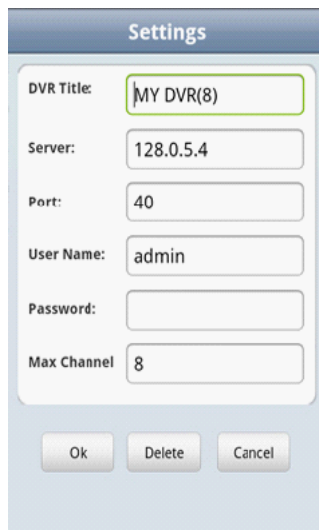 Settings
DVR Title: MY DVR(8)
Server: 128.0.5.4
Port: 40
User Name: admin
Password:
Max Channel 8
Ok Delete Cancel